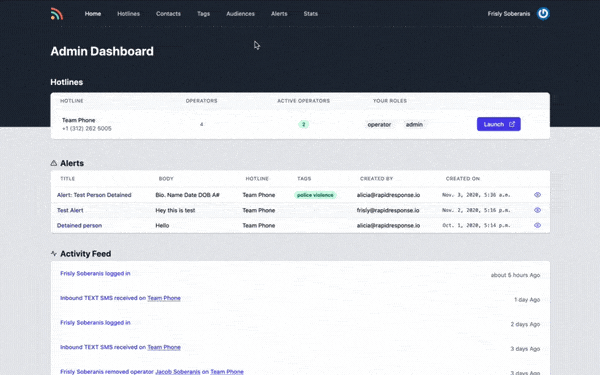 Home Hotlines Contacts Tags Audiences Alerts Stats Frisly Soberanis
Admin Dashboard
Hotlines
HOTLINE OPERATORS ACTIVE OPERATORS YOUR ROLES
Team Phone
+1 (312) 262 5005 4 2 operator admin Launch
Alerts
TITLE BODY HOTLINE TAGS CREATED BY CREATED ON
Alert: Test Person Detained Bio. Name Date DOB A# Team Phone police violence alicia@rapidresponse.io Nov. 3, 2020, 5:36 a.m.
Test Alert Hey this is test Team Phone frisly@rapidresponse.io Nov. 2, 2020, 5:16 p.m.
Detained person Hello Team Phone alicia@rapidresponse.io Oct. 1, 2020, 5:14 p.m.
Activity Feed
Frisly Soberanis logged in about 6 hours Ago
Inbound TEXT SMS received on Team Phone 1 day Ago
Frisly Soberanis logged in 2 days Ago
Inbound TEXT SMS received on Team Phone 3 days Ago
Frisly Soberanis removed operator Jacob Soberanis on Team Phone 3 days Ago